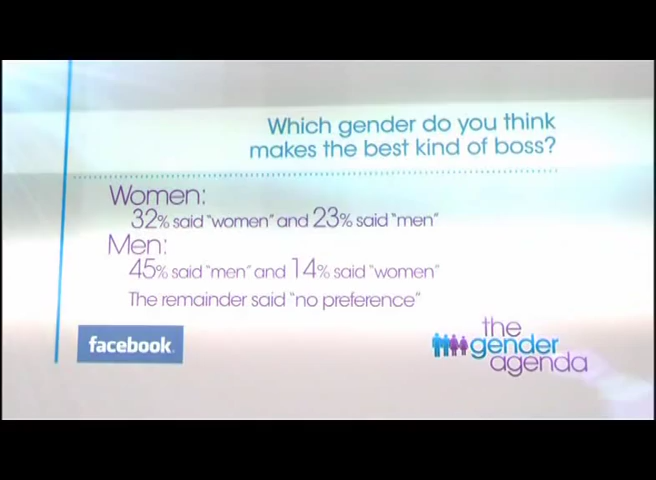 Which gender do you think
makes the best kind of boss?
Women:
32% said "women" and 23% said "men"
Men:
45% said "men" and 14% said "women"
The remainder said "no preference"
facebook.
the
gender
agenda